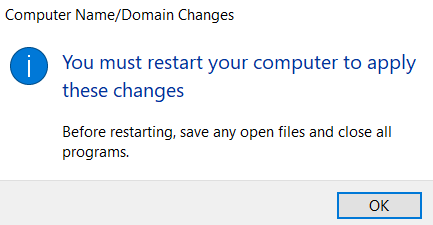 Computer Name/Domain Changes
You must restart your computer to apply
these changes
Before restarting, save any open files and close all
programs.
OK